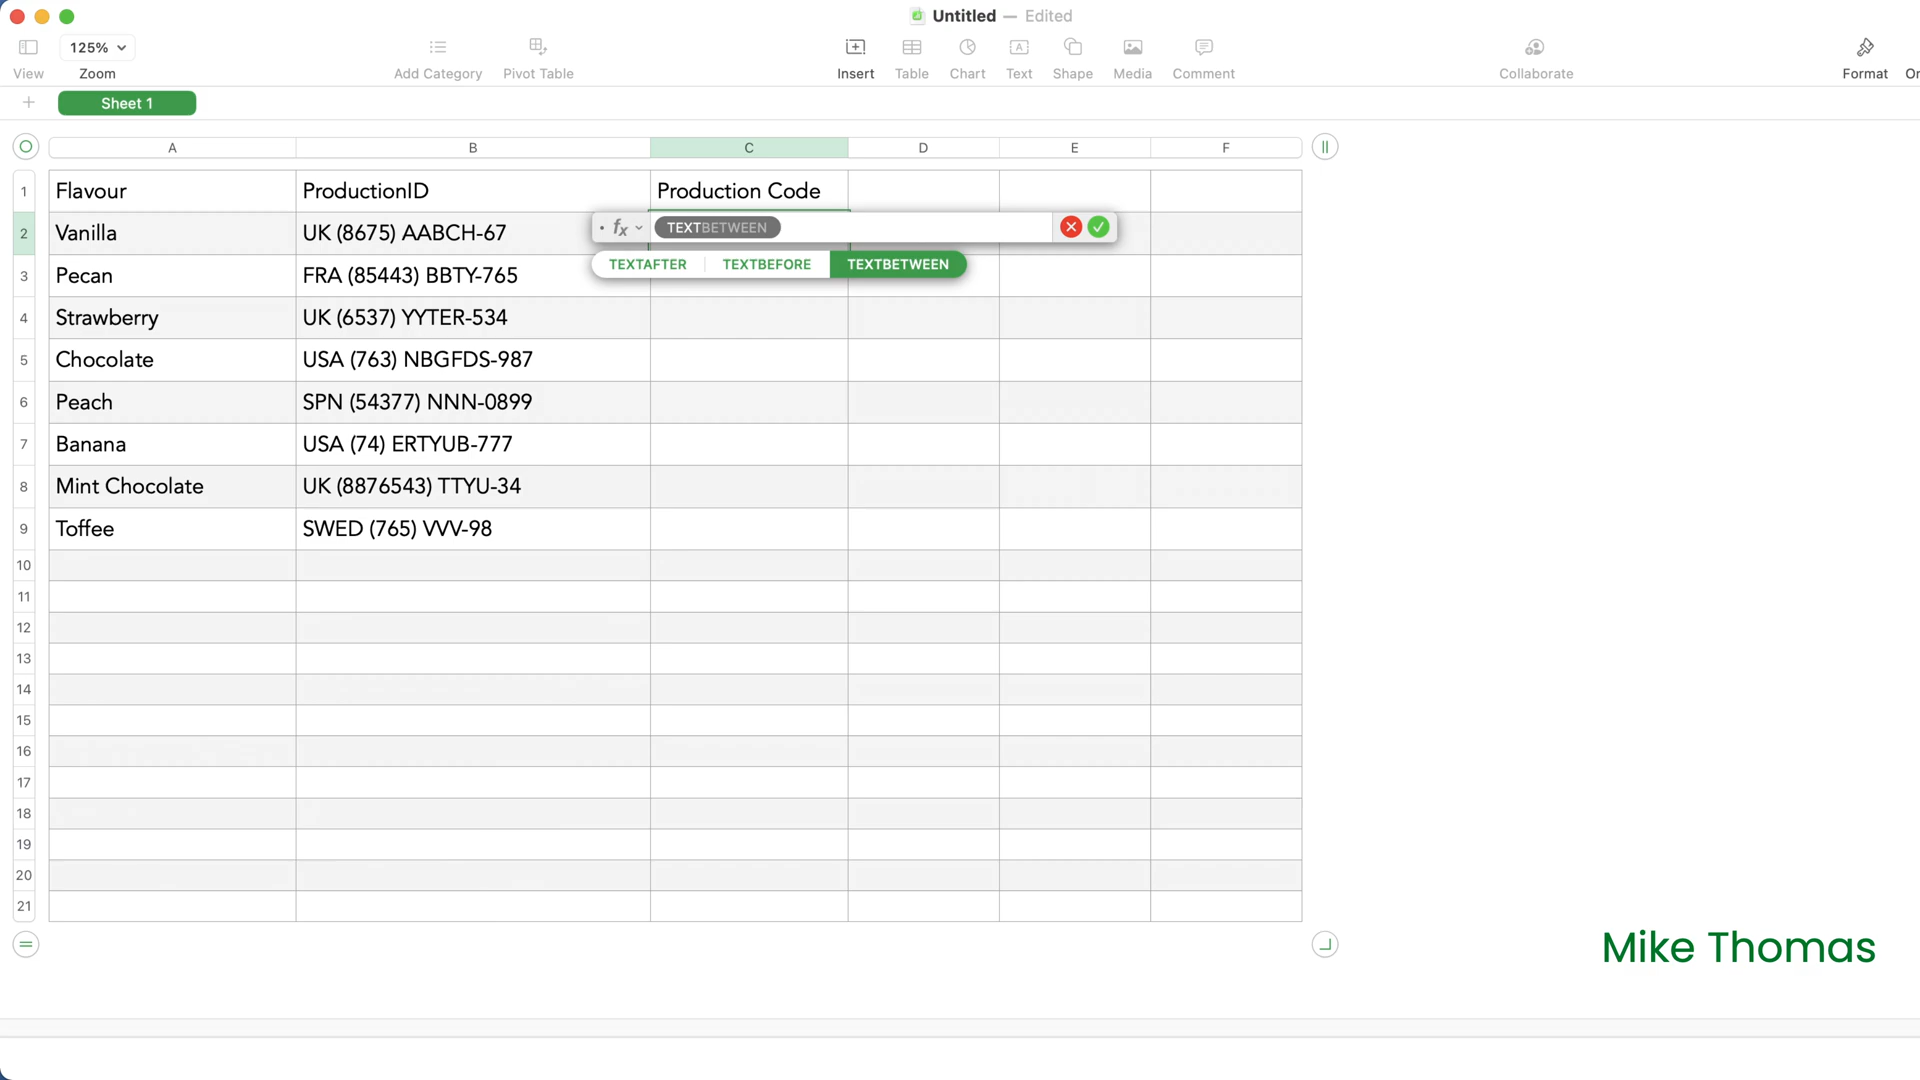 Untitled — Edited
125%
View Zoom Add Category Pivot Table Insert Table Chart Text Shape Media Comment Collaborate Format Or
+ Sheet 1
A B C D E F
1 Flavour ProductionID Production Code
2 Vanilla UK (8675) AABCH-67 fx TEXTBETWEEN
TEXTAFTER TEXTBEFORE TEXTBETWEEN
3 Pecan FRA (85443) BBTY-765
4 Strawberry UK (6537) YYTER-534
5 Chocolate USA (763) NBGFDS-987
6 Peach SPN (54377) NNN-0899
7 Banana USA (74) ERTYUB-777
8 Mint Chocolate UK (8876543) TTYU-34
9 Toffee SWED (765) VVV-98
10
11
12
13
14
15
16
17
18
19
20
21
Mike Thomas